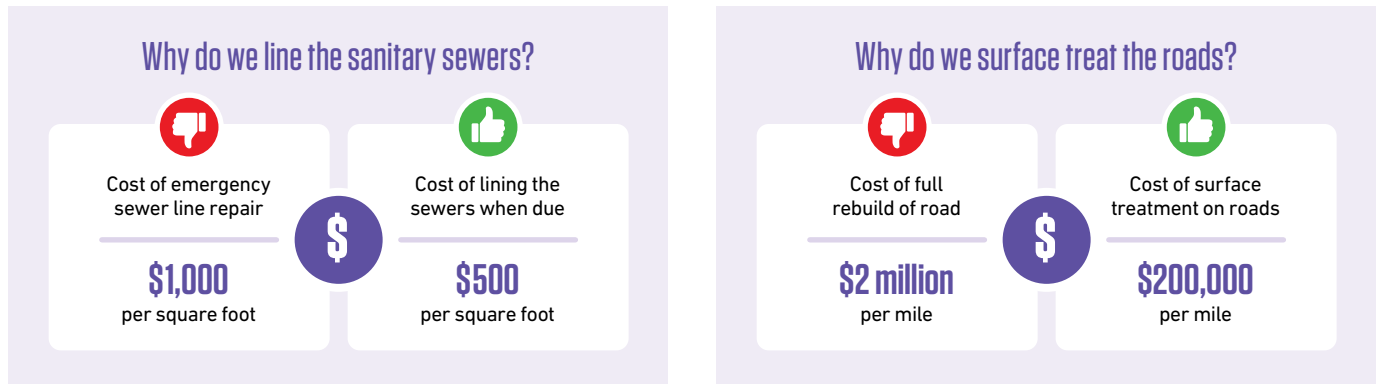 Why do we line the sanitary sewers?
Cost of emergency
sewer line repair
$1,000
per square foot
$
Cost of lining the
sewers when due
$500
per square foot
Why do we surface treat the roads?
Cost of full
rebuild of road
$2 million
per mile
$
Cost of surface
treatment on roads
$200,000
per mile